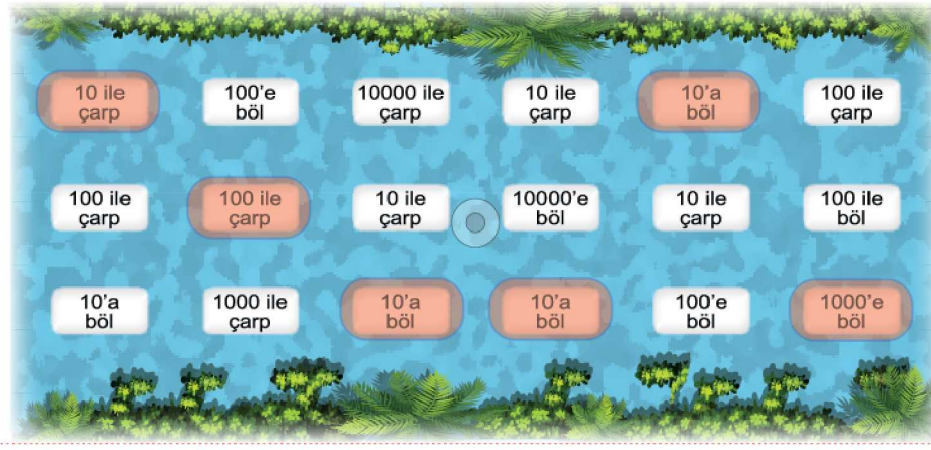 10 ile
çarp
100'e
böl
10000 ile
çarp
10 ile
çarp
10'a
böl
100 ile
çarp
100 ile
çarp
100 ile
çarp
10 ile
çarp
10000'e
böl
10 ile
çarp
100 ile
böl
10'a
böl
1000 ile
çarp
10'a
böl
10'a
böl
100'e
böl
1000'e
böl